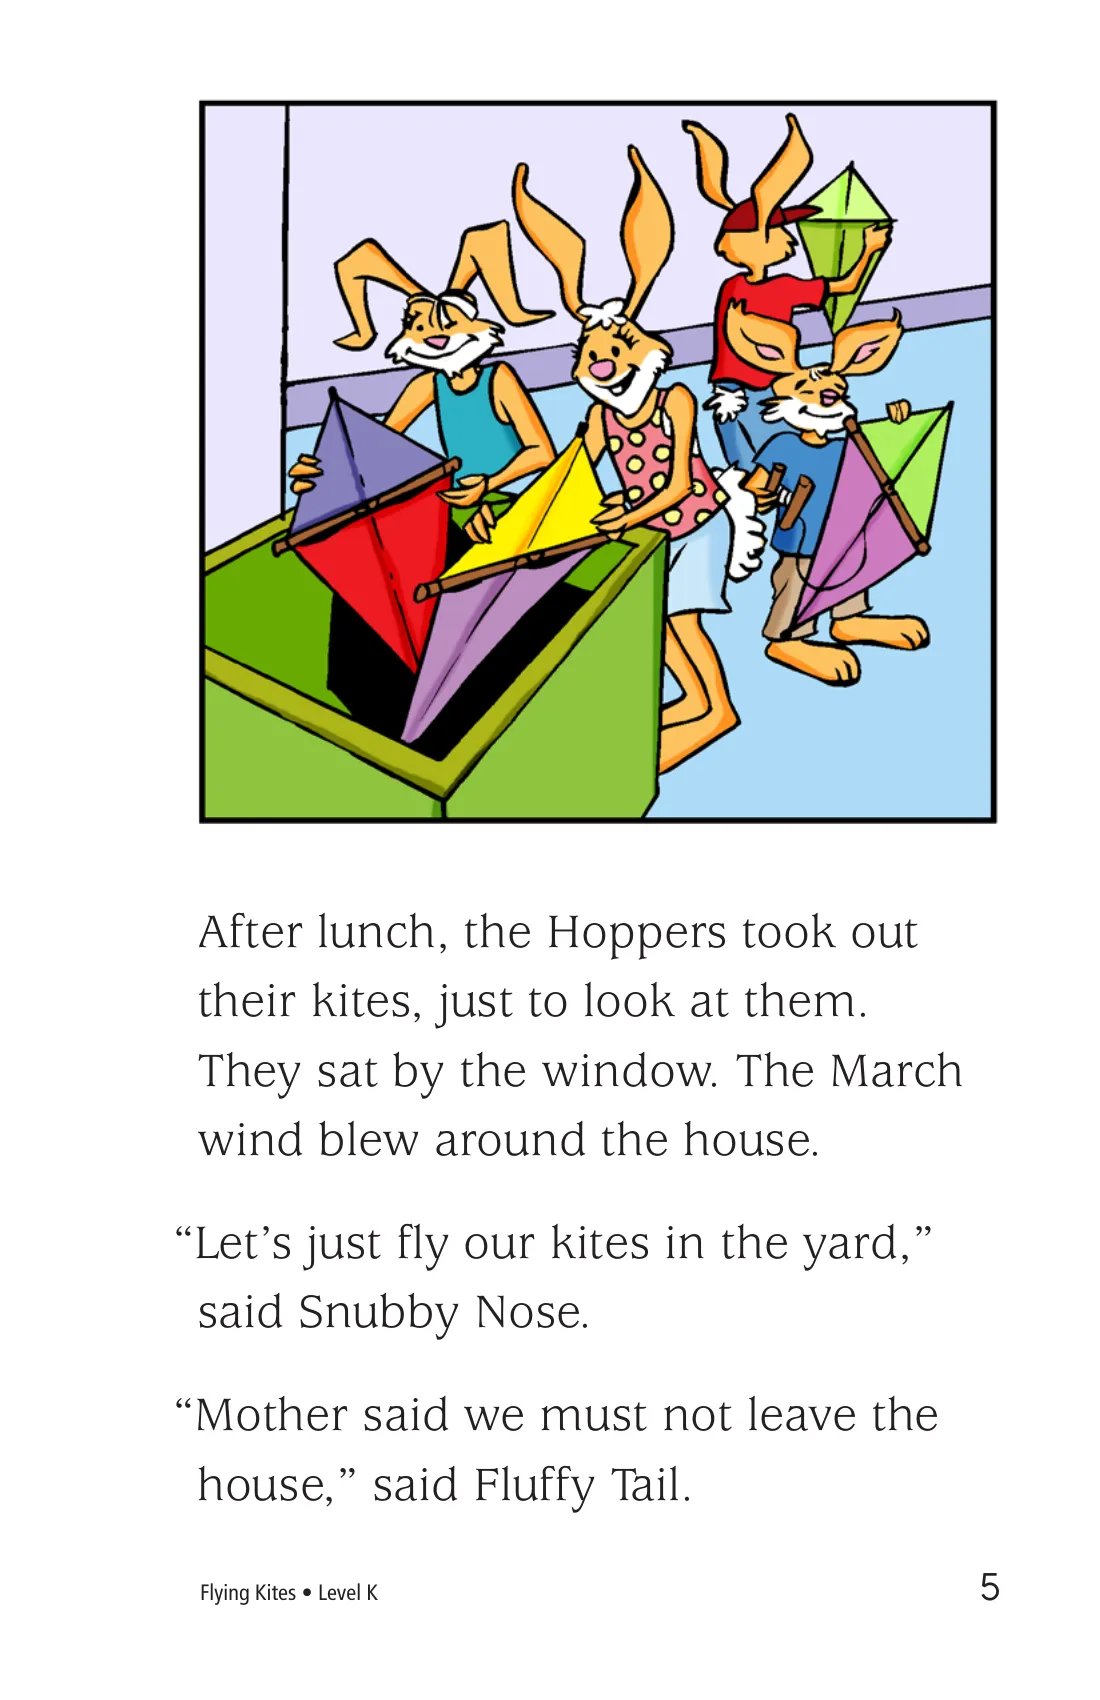 After lunch, the Hoppers took out
their kites, just to look at them.
They sat by the window. The March
wind blew around the house.
“Let’s just fly our kites in the yard,”
said Snubby Nose.
“Mother said we must not leave the
house,” said Fluffy Tail.
Flying Kites • Level K
5